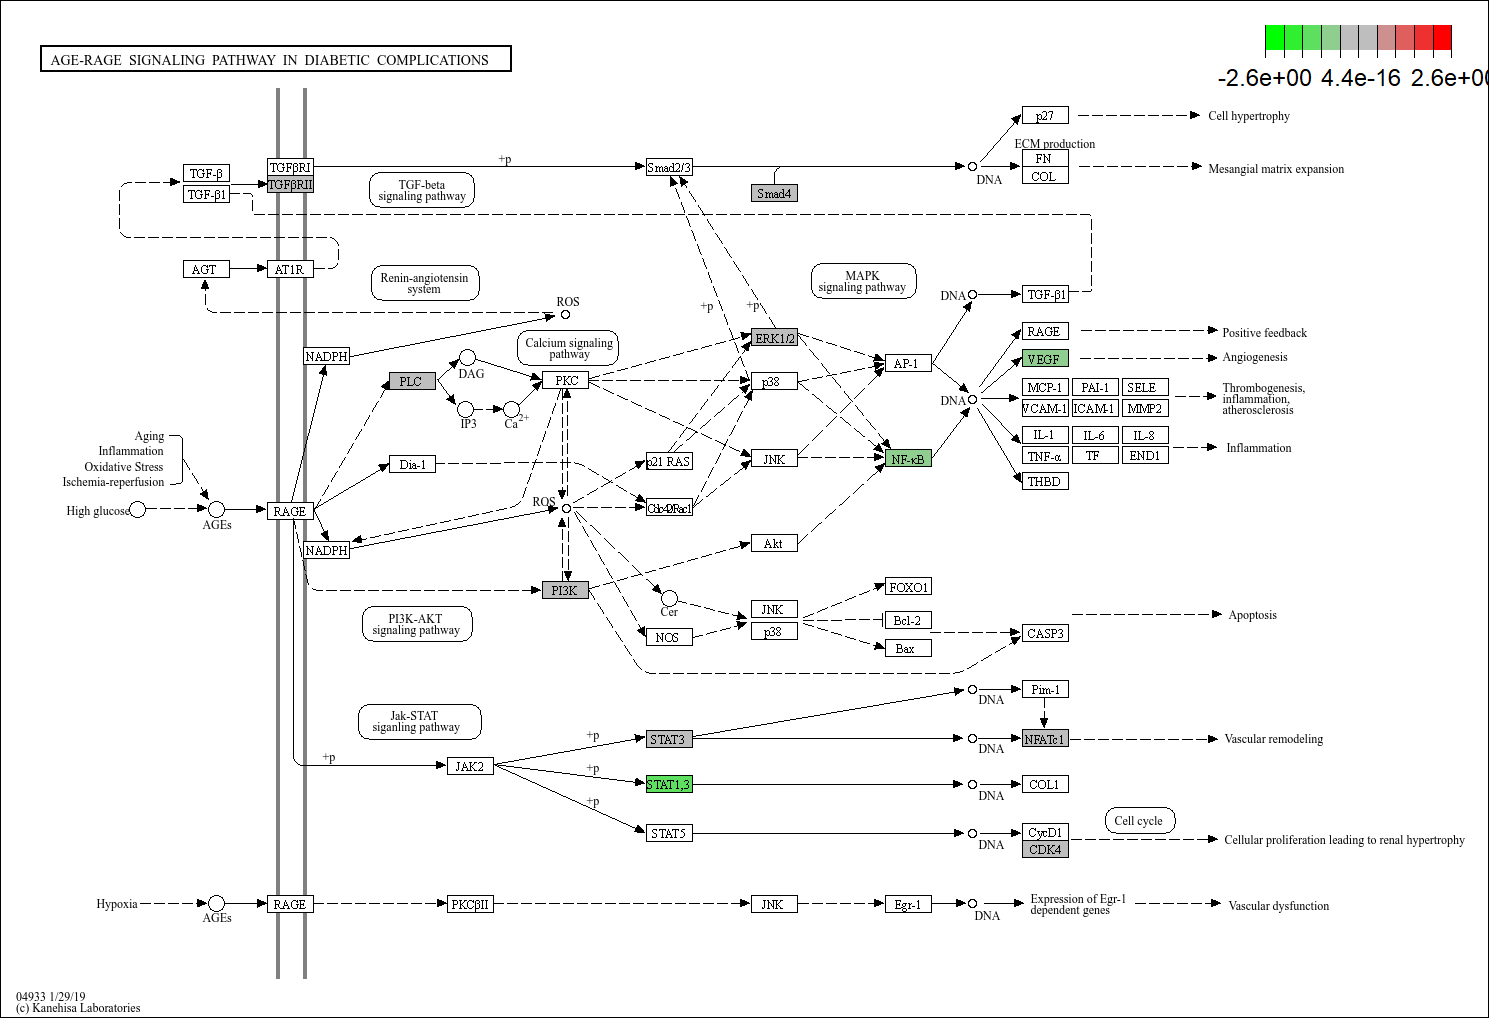 AGE-RAGE SIGNALING PATHWAY IN DIABETIC COMPLICATIONS
-2.6e+00 4.4e-16 2.6e+00
p27
Cell hypertrophy
ECM production
TGFβRI
+p
Smad2/3
DNA
FN
COL
Mesangial matrix expansion
TGF-β
TGFβRII
TGF-β1
TGF-beta
signaling pathway
Smad4
AGT
AT1R
Renin-angiotensin
system
MAPK
signaling pathway
ROS
+p
+p
DNA
TGF-β1
NADPH
Calcium signaling
pathway
ERK1/2
RAGE
Positive feedback
VEGF
Angiogenesis
AP-1
PLC
DAG
PKC
p38
IP3
Ca2+
DNA
MCP-1
PAI-1
SELE
VCAM-1
ICAM-1
MMP2
Thrombogenesis,
inflammation,
atherosclerosis
Aging
Inflammation
Oxidative Stress
Ischemia-reperfusion
IL-1
IL-6
IL-8
TNF-α
TF
END1
Inflammation
Dia-1
p21 RAS
JNK
NF-κB
THBD
High glucose
AGEs
RAGE
ROS
Cdc42/Rac1
NADPH
Akt
PI3K
Cer
FOXO1
PI3K-AKT
signaling pathway
NOS
JNK
p38
Bcl-2
Bax
CASP3
Apoptosis
Jak-STAT
siganling pathway
DNA
Pim-1
+p
STAT3
DNA
NFATc1
Vascular remodeling
+p
JAK2
+p
STAT1,3
DNA
COL1
+p
STAT5
DNA
CycD1
CDK4
Cell cycle
Cellular proliferation leading to renal hypertrophy
Hypoxia
AGEs
RAGE
PKCβII
JNK
Egr-1
DNA
Expression of Egr-1
dependent genes
Vascular dysfunction
04933 1/29/19
(c) Kanehisa Laboratories